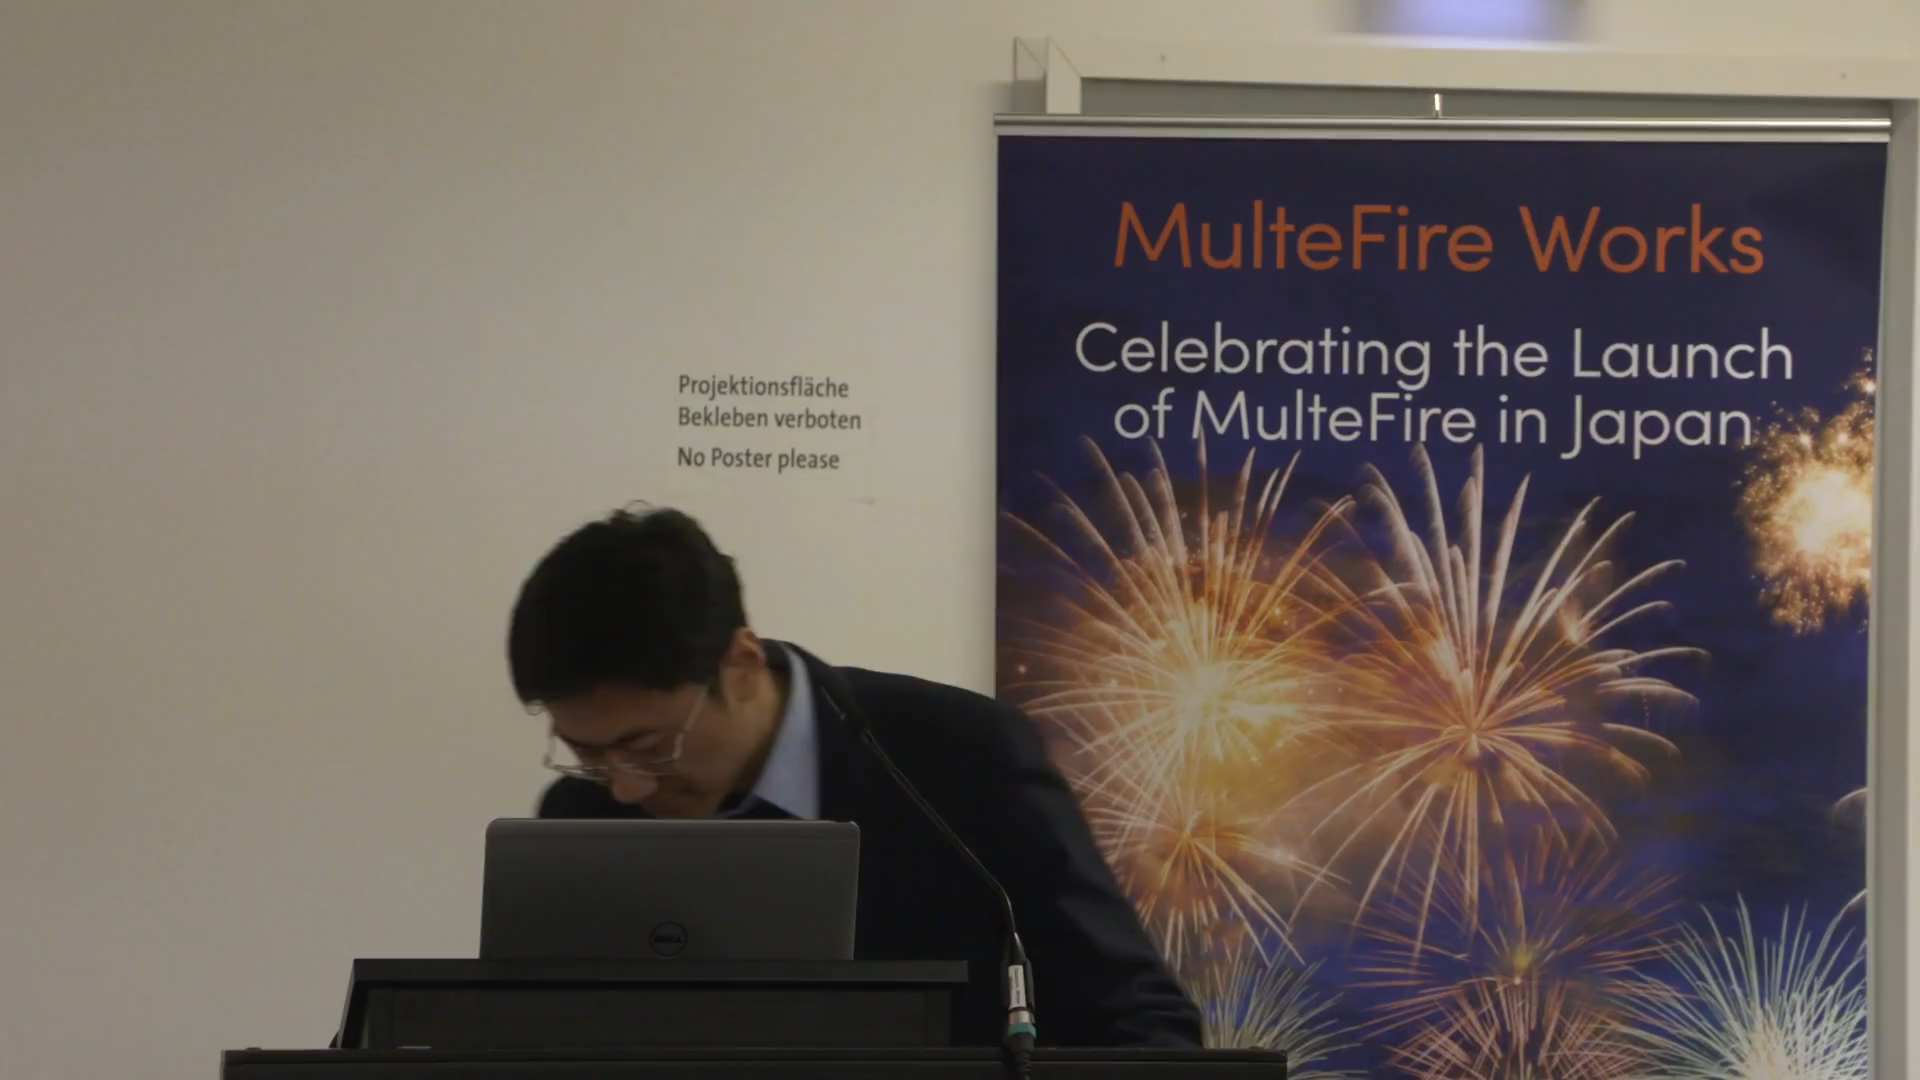 Projektionsfläche
Bekleben verboten
No Poster please
MulteFire Works
Celebrating the Launch
of MulteFire in Japan
DELL